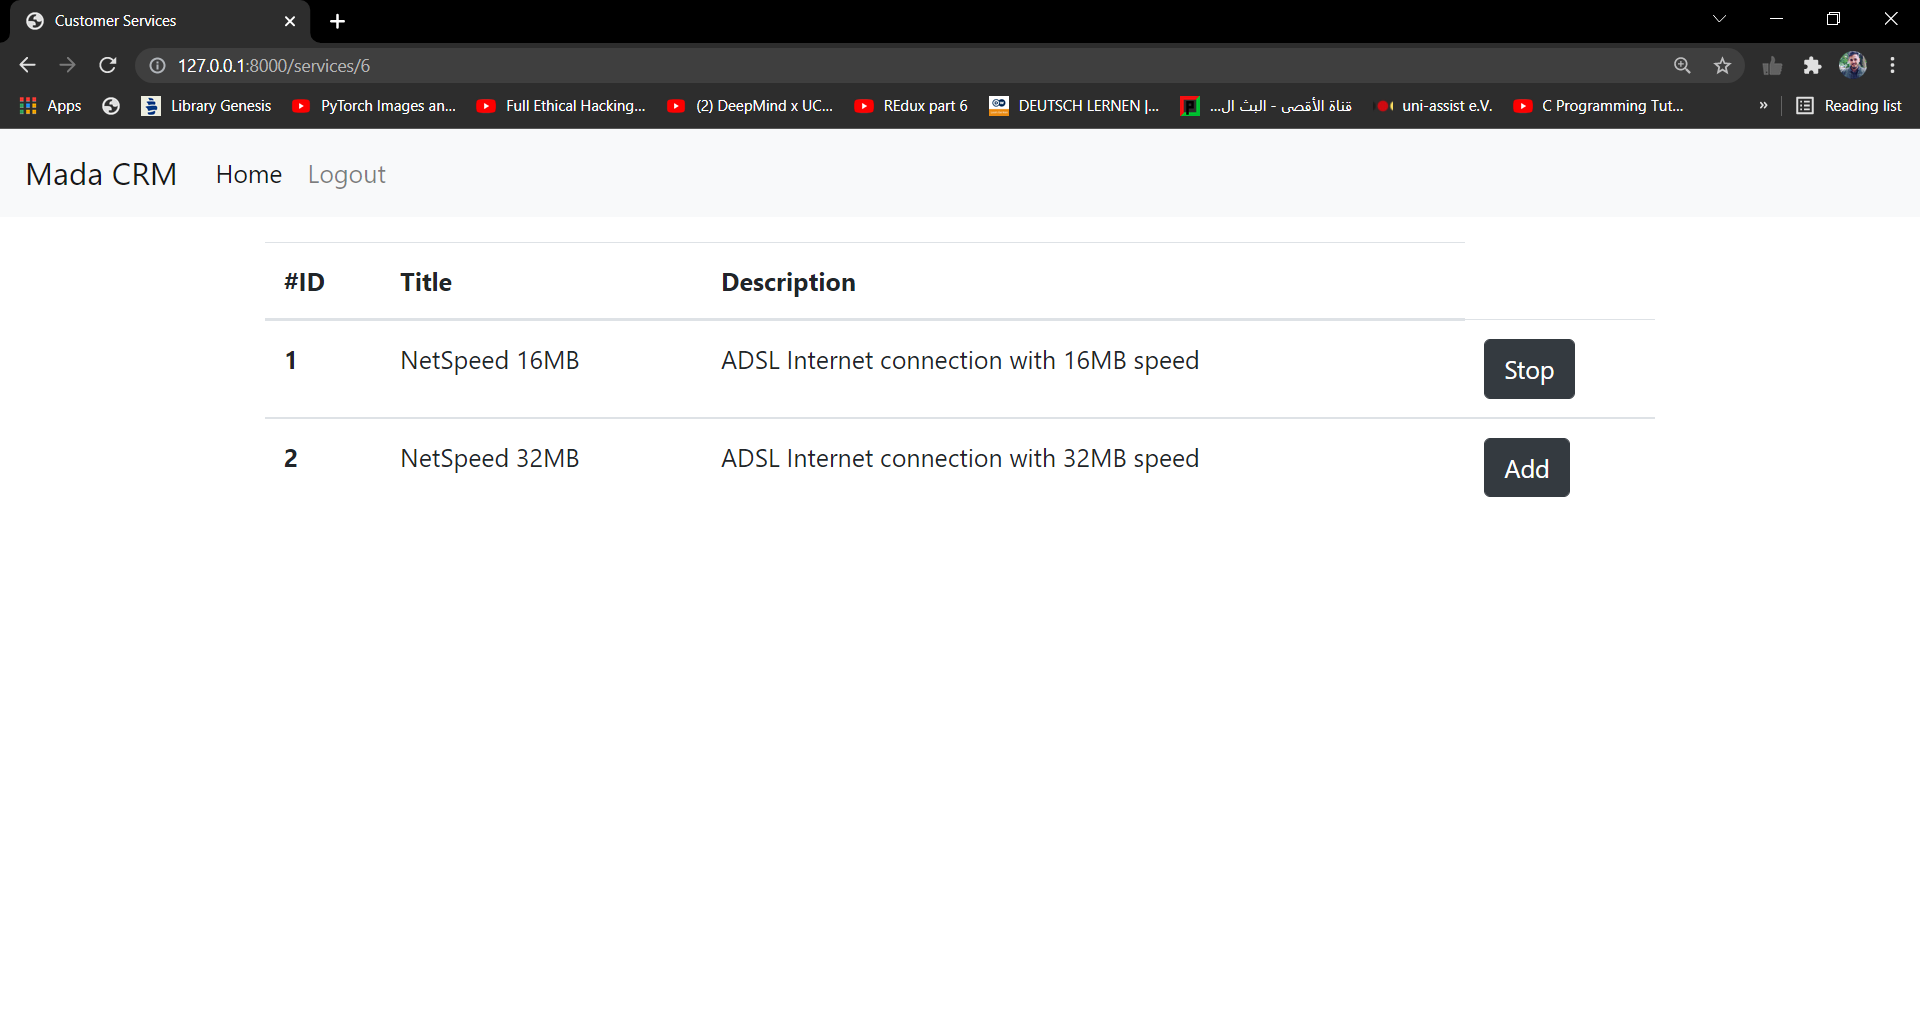 Customer Services
127.0.0.1:8000/services/6
Apps Library Genesis PyTorch Images an... Full Ethical Hacking... (2) DeepMind x UC... REdux part 6 DEUTSCH LERNEN |... قناة الأقصى - البث ال... uni-assist e.V. C Programming Tut... » Reading list
Mada CRM Home Logout
#ID Title Description
1 NetSpeed 16MB ADSL Internet connection with 16MB speed Stop
2 NetSpeed 32MB ADSL Internet connection with 32MB speed Add